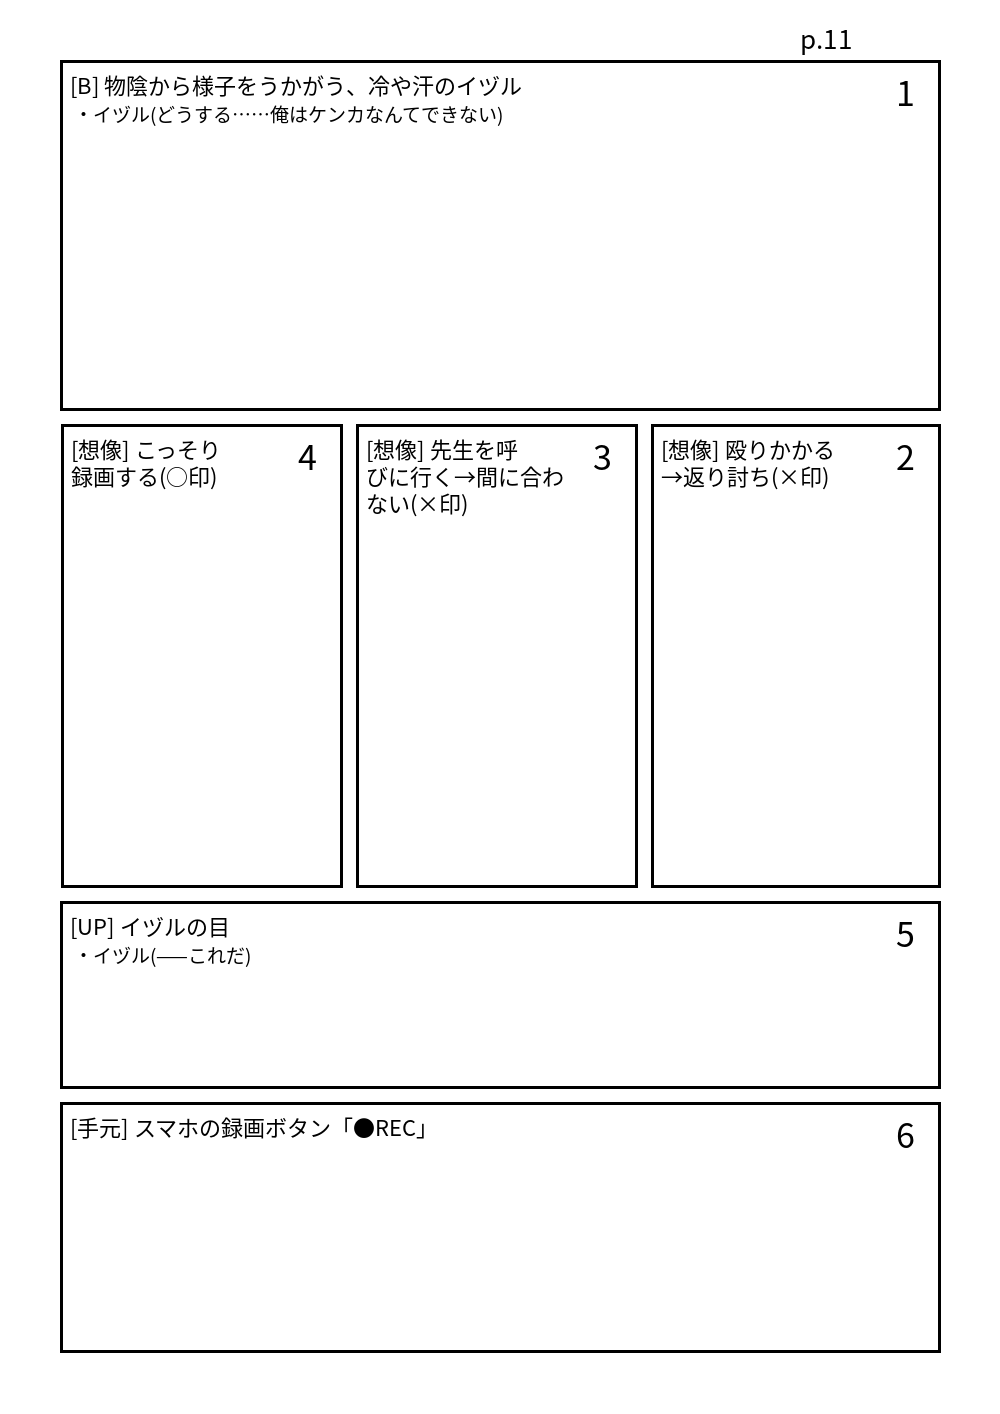 p.11
[B] 物陰から様子をうかがう、冷や汗のイヅル
1
・イヅル(どうする……俺はケンカなんてできない)
[想像] 殴りかかる
2
→返り討ち(×印)
[想像] 先生を呼
3
びに行く→間に合わ
ない(×印)
[想像] こっそり
4
録画する(◯印)
[UP] イヅルの目
5
・イヅル(――これだ)
[手元] スマホの録画ボタン「●REC」
6